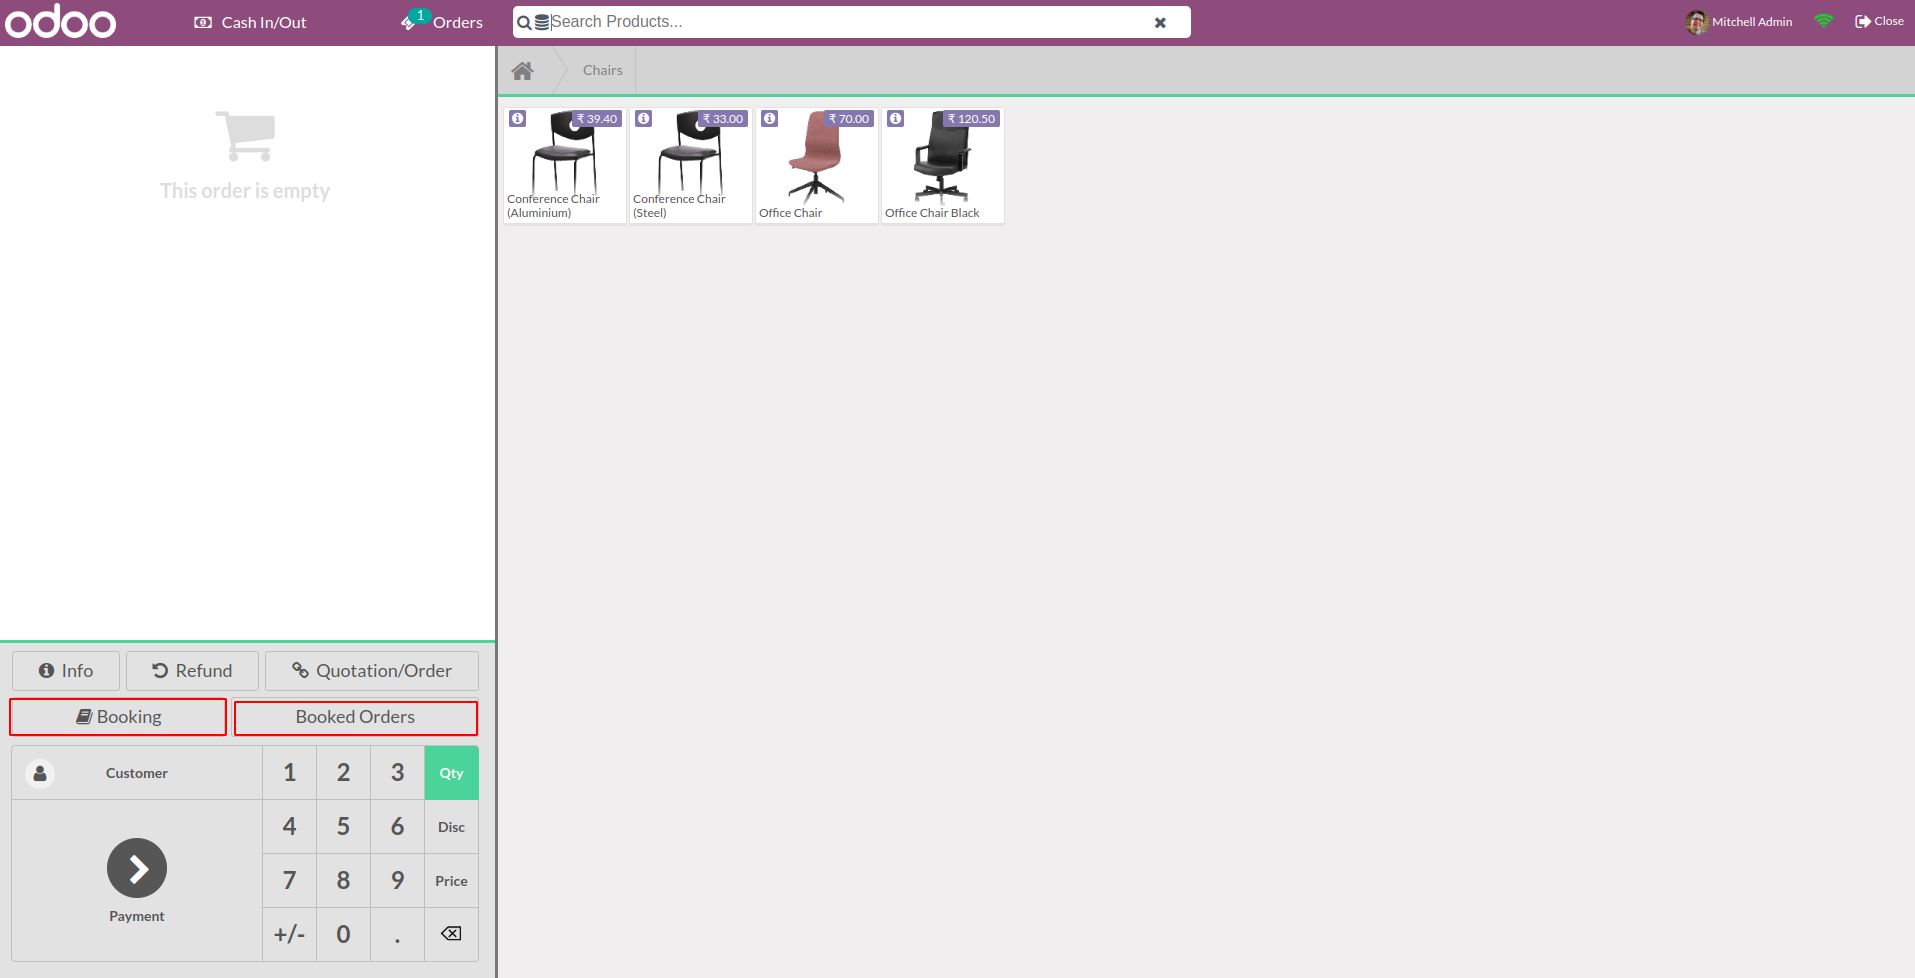 odoo
Cash In/Out
1
Orders
Search Products...
Mitchell Admin
Close
Chairs
This order is empty
₹ 39.40
Conference Chair
(Aluminium)
₹ 33.00
Conference Chair
(Steel)
₹ 70.00
Office Chair
₹ 120.50
Office Chair Black
Info
Refund
Quotation/Order
Booking
Booked Orders
Customer
1 2 3 Qty
4 5 6 Disc
7 8 9 Price
Payment
+/- 0 .